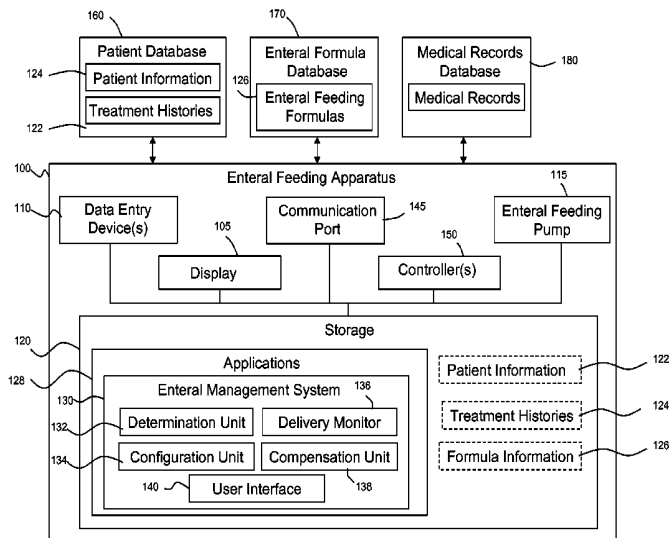 160
170
Patient Database
124
Patient Information
Treatment Histories
122
Enteral Formula
Database
126
Enteral Feeding
Formulas
Medical Records
Database
180
Medical Records
100
Enteral Feeding Apparatus
115
110
Data Entry
Device(s)
Communication
Port
145
Enteral Feeding
Pump
105
Display
150
Controller(s)
Storage
120
Applications
128
Enteral Management System
130
136
Determination Unit
132
Delivery Monitor
Configuration Unit
134
Compensation Unit
138
140
User Interface
Patient Information
122
Treatment Histories
124
Formula Information
126